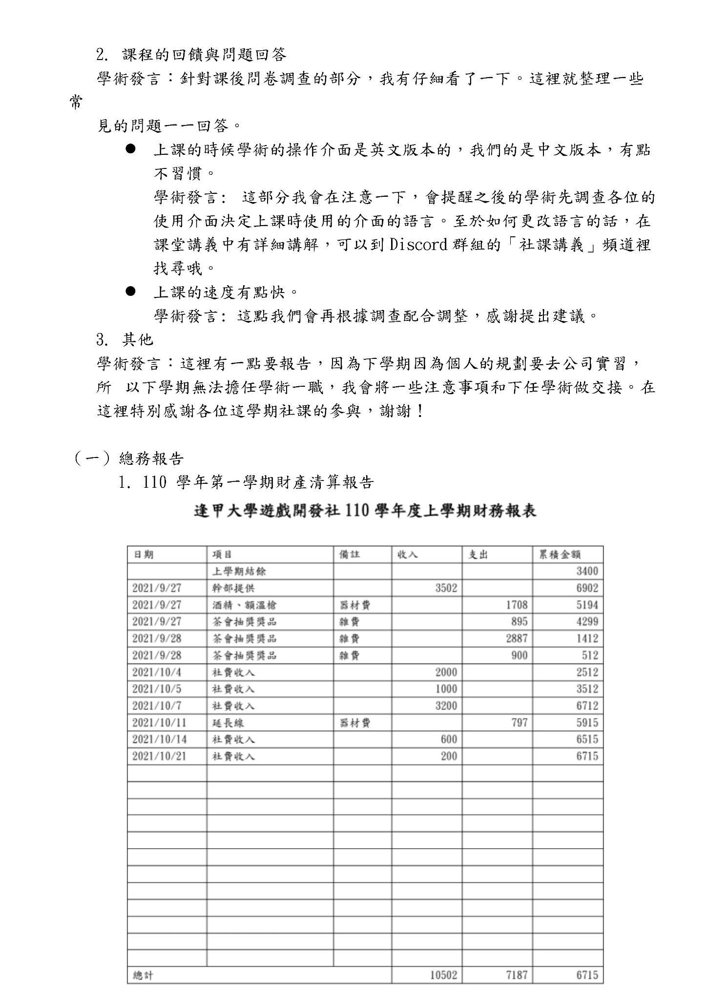 2. 課程的回饋與問題回答
學術發言：針對課後問卷調查的部分，我有仔細看了一下。這裡就整理一些
常
見的問題一一回答。
● 上課的時候學術的操作介面是英文版本的，我們的是中文版本，有點
不習慣。
學術發言: 這部分我會在注意一下，會提醒之後的學術先調查各位的
使用介面決定上課時使用的介面的語言。至於如何更改語言的話，在
課堂講義中有詳細講解，可以到 Discord 群組的「社課講義」頻道裡
找尋哦。
● 上課的速度有點快。
學術發言: 這點我們會再根據調查配合調整，感謝提出建議。
3. 其他
學術發言：這裡有一點要報告，因為下學期因為個人的規劃要去公司實習，
所 以下學期無法擔任學術一職，我會將一些注意事項和下任學術做交接。在
這裡特別感謝各位這學期社課的參與，謝謝！
（一）總務報告
1. 110 學年第一學期財產清算報告
逢甲大學遊戲開發社 110 學年度上學期財務報表
日期 項目 備註 收入 支出 累積金額
上學期結餘 3400
2021/9/27 幹部提供 3502 6902
2021/9/27 酒精、額溫槍 器材費 1708 5194
2021/9/27 茶會抽獎獎品 雜費 895 4299
2021/9/28 茶會抽獎獎品 雜費 2887 1412
2021/9/28 茶會抽獎獎品 雜費 900 512
2021/10/4 社費收入 2000 2512
2021/10/5 社費收入 1000 3512
2021/10/7 社費收入 3200 6712
2021/10/11 延長線 器材費 797 5915
2021/10/14 社費收入 600 6515
2021/10/21 社費收入 200 6715
總計 10502 7187 6715